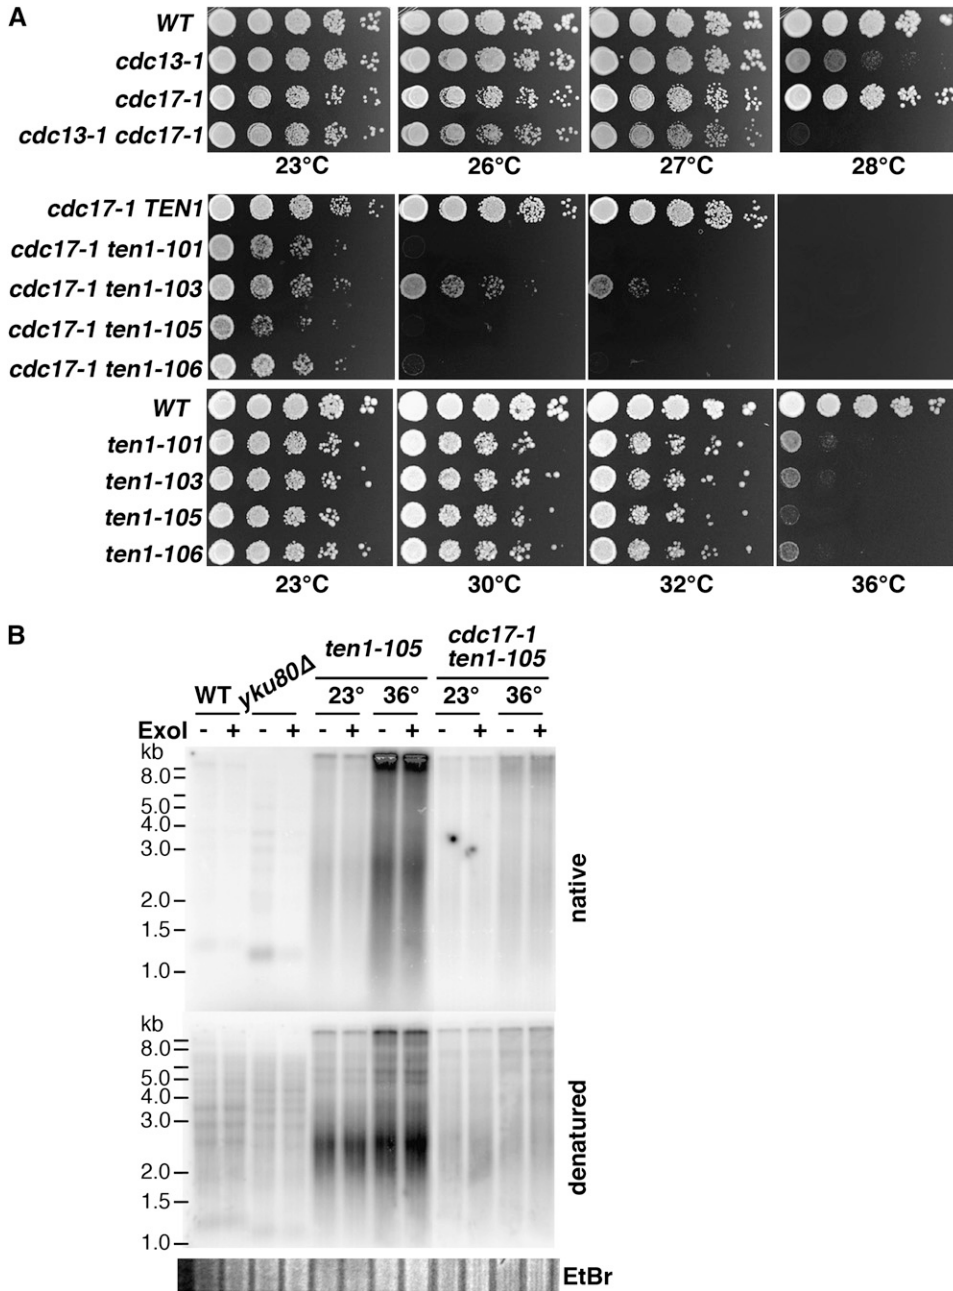 A
WT
cdc13-1
cdc17-1
cdc13-1 cdc17-1
23°C 26°C 27°C 28°C
cdc17-1 TEN1
cdc17-1 ten1-101
cdc17-1 ten1-103
cdc17-1 ten1-105
cdc17-1 ten1-106
WT
ten1-101
ten1-103
ten1-105
ten1-106
23°C 30°C 32°C 36°C
B
WT yku80Δ ten1-105 cdc17-1
ten1-105
23° 36° 23° 36°
ExoI - + - + - + - + - + - +
kb
8.0
5.0
4.0
3.0
2.0
1.5
1.0
native
kb
8.0
5.0
4.0
3.0
2.0
1.5
1.0
denatured
EtBr